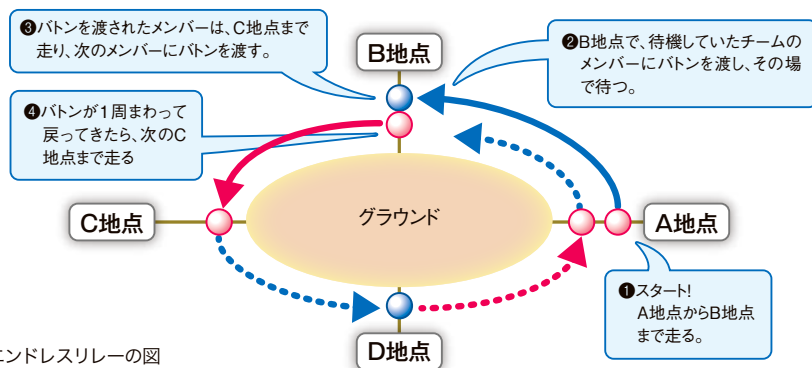 ❸バトンを渡されたメンバーは、C地点まで
走り、次のメンバーにバトンを渡す。
B地点
❷B地点で、待機していたチームの
メンバーにバトンを渡し、その場
で待つ。
❹バトンが1周まわって
戻ってきたら、次のC
地点まで走る
C地点
グラウンド
A地点
❶スタート!
A地点からB地点
まで走る。
D地点
エンドレスリレーの図